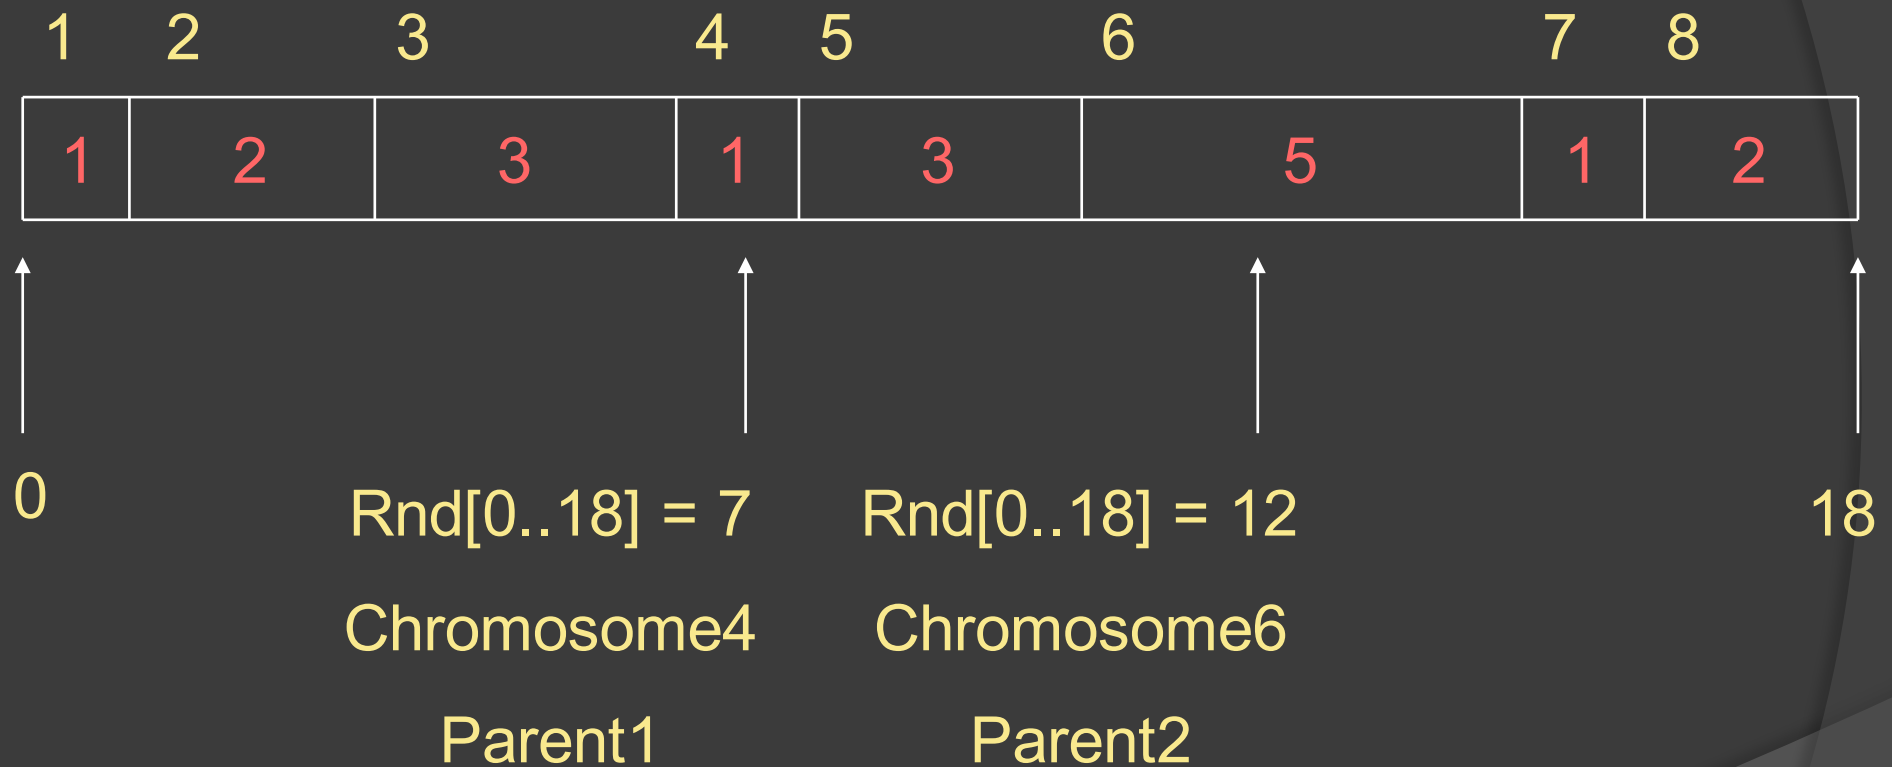 1 2 3 4 5 6 7 8
1 2 3 1 3 5 1 2
0 18
Rnd[0..18] = 7 Rnd[0..18] = 12
Chromosome4 Chromosome6
Parent1 Parent2